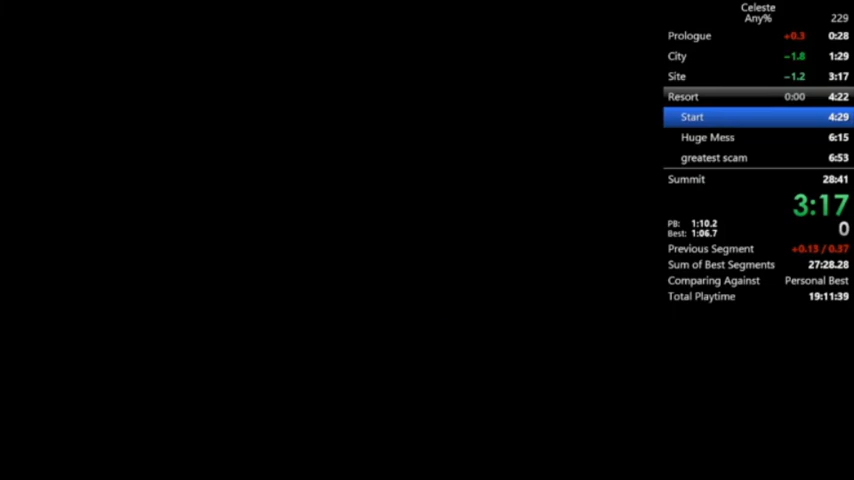 Celeste
Any% 229
Prologue +0.3 0:28
City −1.8 1:29
Site −1.2 3:17
Resort 0:00 4:22
Start 4:29
Huge Mess 6:15
greatest scam 6:53
Summit 28:41
3:17
PB: 1:10.2
Best: 1:06.7 0
Previous Segment +0.13 / 0.37
Sum of Best Segments 27:28.28
Comparing Against Personal Best
Total Playtime 19:11:39